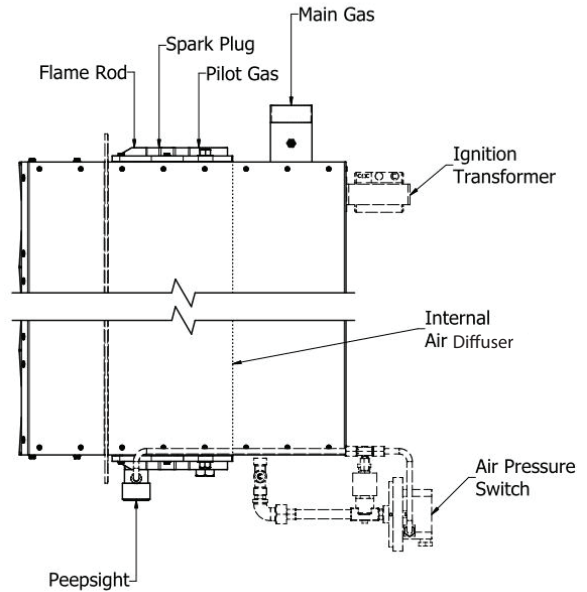 Main Gas
Spark Plug
Flame Rod
Pilot Gas
Ignition
Transformer
Internal
Air Diffuser
Air Pressure
Switch
Peepsight